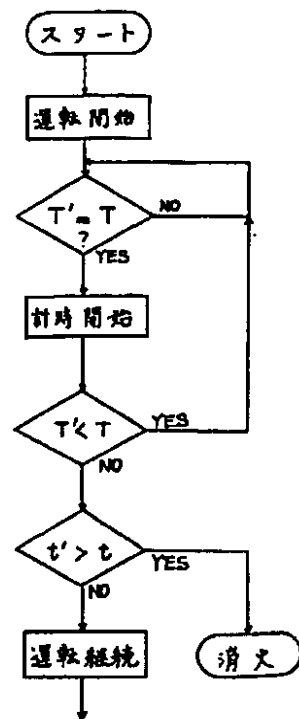 スタート
運転開始
T'=T
?
NO
YES
計時開始
T'<T
YES
NO
t'>t
YES
NO
運転継続
消火